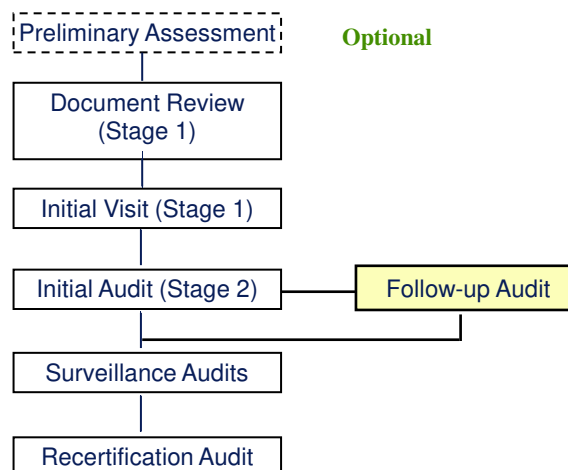 Preliminary Assessment
Optional
Document Review
(Stage 1)
Initial Visit (Stage 1)
Initial Audit (Stage 2)
Follow-up Audit
Surveillance Audits
Recertification Audit